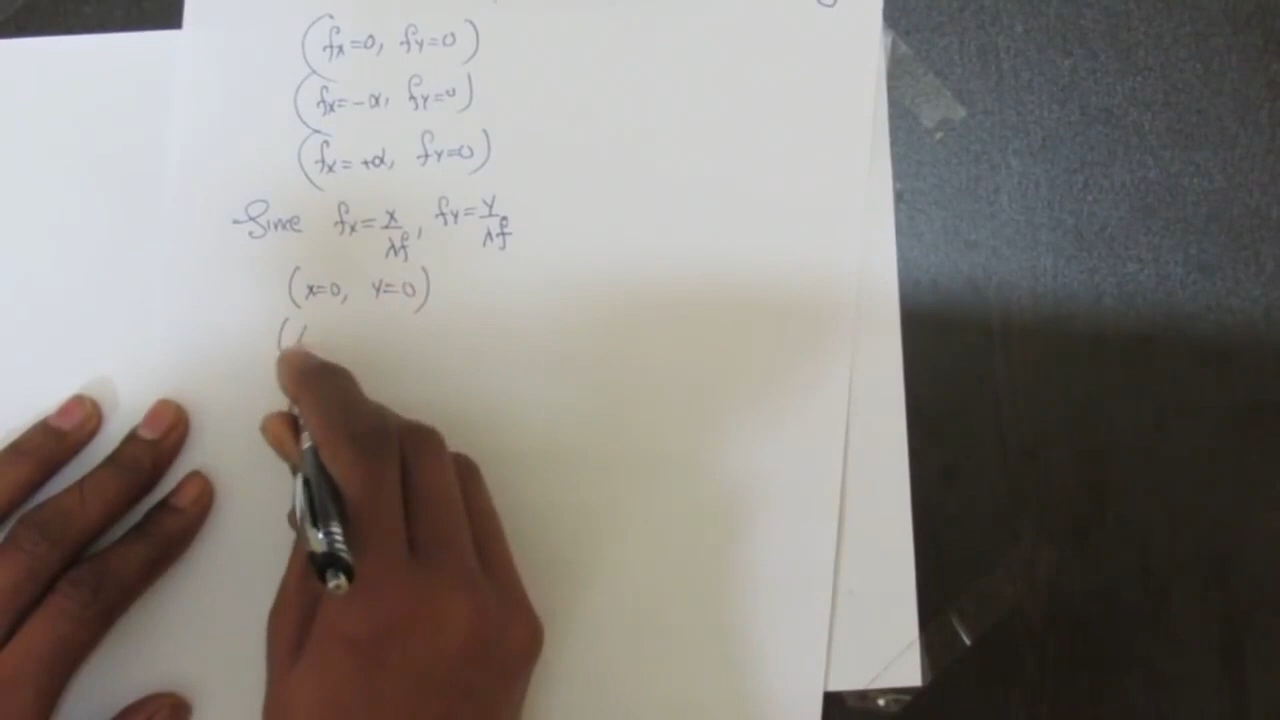 (fx=0, fy=0)
(fx=-α, fy=0)
(fx=+α, fy=0)
Since fx=x/λf, fy=y/λf
(x=0, y=0)
(